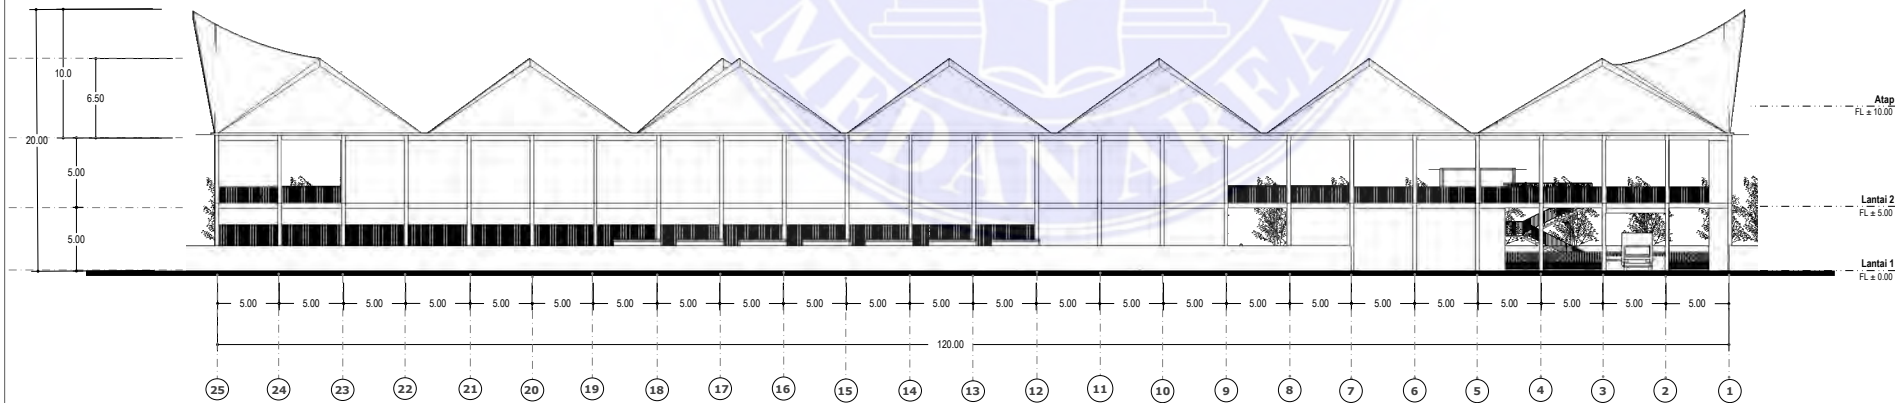 MEDAN AREA
10.0
6.50
20.00
5.00
5.00
Atap
FL ± 10.00
Lantai 2
FL ± 5.00
Lantai 1
FL ± 0.00
5.00 5.00 5.00 5.00 5.00 5.00 5.00 5.00 5.00 5.00 5.00 5.00 5.00 5.00 5.00 5.00 5.00 5.00 5.00 5.00 5.00 5.00 5.00 5.00
120.00
25 24 23 22 21 20 19 18 17 16 15 14 13 12 11 10 9 8 7 6 5 4 3 2 1